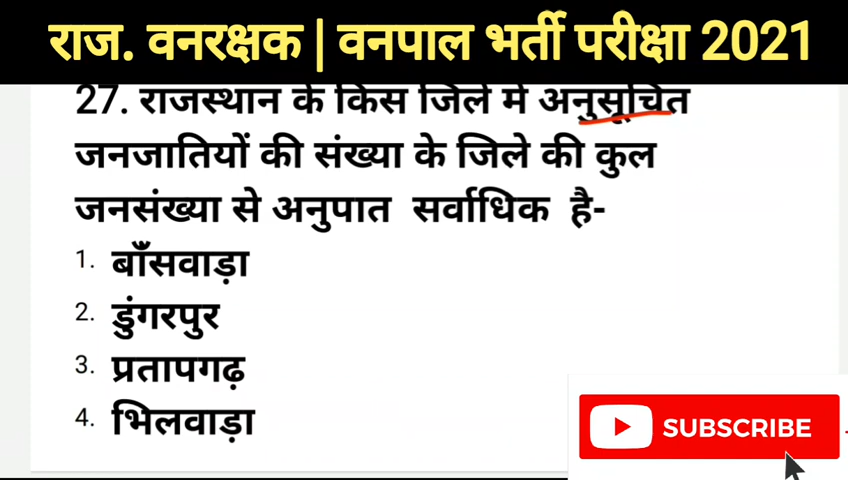 राज. वनरक्षक | वनपाल भर्ती परीक्षा 2021
27. राजस्थान के किस जिले में अनुसूचित
जनजातियों की संख्या के जिले की कुल
जनसंख्या से अनुपात सर्वाधिक है-
1. बाँसवाड़ा
2. डुंगरपुर
3. प्रतापगढ़
4. भिलवाड़ा
SUBSCRIBE